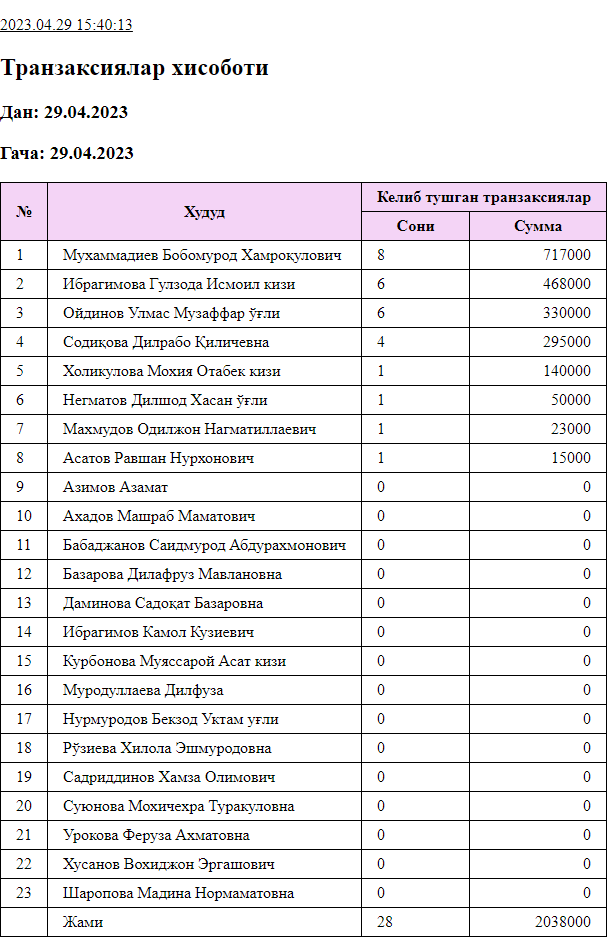 2023.04.29 15:40:13
Транзаксиялар хисоботи
Дан: 29.04.2023
Гача: 29.04.2023
№ Худуд Келиб тушган транзаксиялар
Сони Сумма
1 Мухаммадиев Бобомурод Хамроқулович 8 717000
2 Ибрагимова Гулзода Исмоил кизи 6 468000
3 Ойдинов Улмас Музаффар ўғли 6 330000
4 Содиқова Дилрабо Қиличевна 4 295000
5 Холикулова Мохия Отабек кизи 1 140000
6 Негматов Дилшод Хасан ўғли 1 50000
7 Махмудов Одилжон Нагматиллаевич 1 23000
8 Асатов Равшан Нурхонович 1 15000
9 Азимов Азамат 0 0
10 Ахадов Машраб Маматович 0 0
11 Бабаджанов Саидмурод Абдурахмонович 0 0
12 Базарова Дилафруз Мавлановна 0 0
13 Даминова Садоқат Базаровна 0 0
14 Ибрагимов Камол Кузиевич 0 0
15 Курбонова Муяссарой Асат кизи 0 0
16 Муродуллаева Дилфуза 0 0
17 Нурмуродов Бекзод Уктам уғли 0 0
18 Рўзиева Хилола Эшмуродовна 0 0
19 Садриддинов Хамза Олимович 0 0
20 Суюнова Мохичехра Туракуловна 0 0
21 Урокова Феруза Ахматовна 0 0
22 Хусанов Вохиджон Эргашович 0 0
23 Шаропова Мадина Нормаматовна 0 0
Жами 28 2038000